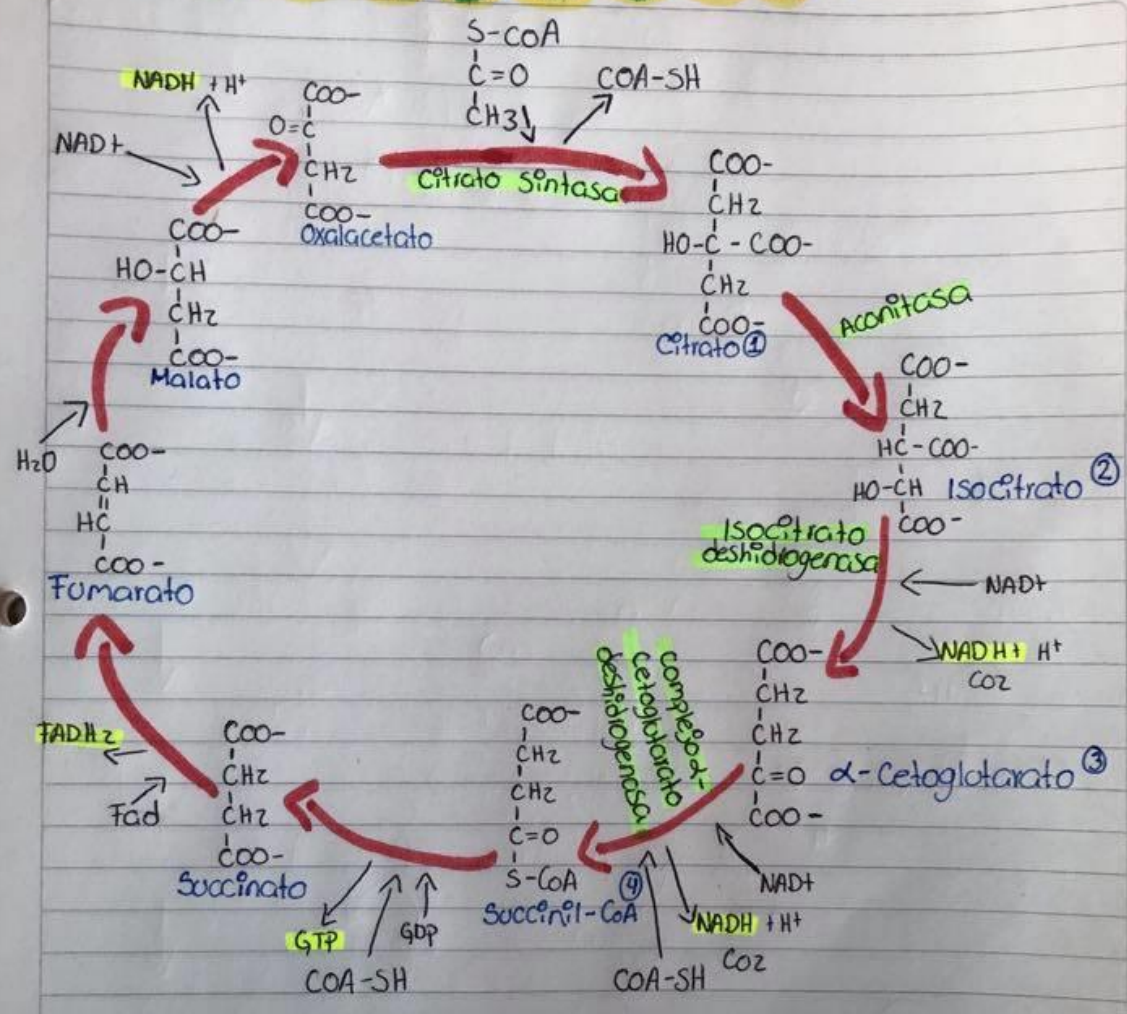 S-COA
C=O
CH3
COA-SH
NADH + H+
NAD+
COO-
O=C
CH2
COO-
Oxalacetato
Citrato Sintasa
COO-
CH2
HO-C-COO-
CH2
COO-
Citrato ①
Aconitasa
COO-
CH2
HC-COO-
HO-CH
COO-
Isocitrato ②
Isocitrato
deshidrogenasa
NAD+
NADH+ H+
CO2
COO-
CH2
CH2
C=O
COO-
α-Cetoglutarato ③
complejo α-
Cetoglutarato
deshidrogenasa
NAD+
NADH +H+
CO2
COA-SH
COO-
CH2
CH2
C=O
S-COA
Succinil-CoA ④
GTP
GDP
COA-SH
COO-
CH2
CH2
COO-
Succinato
FADH2
Fad
COO-
CH
HC
COO-
Fumarato
H2O
COO-
HO-CH
CH2
COO-
Malato